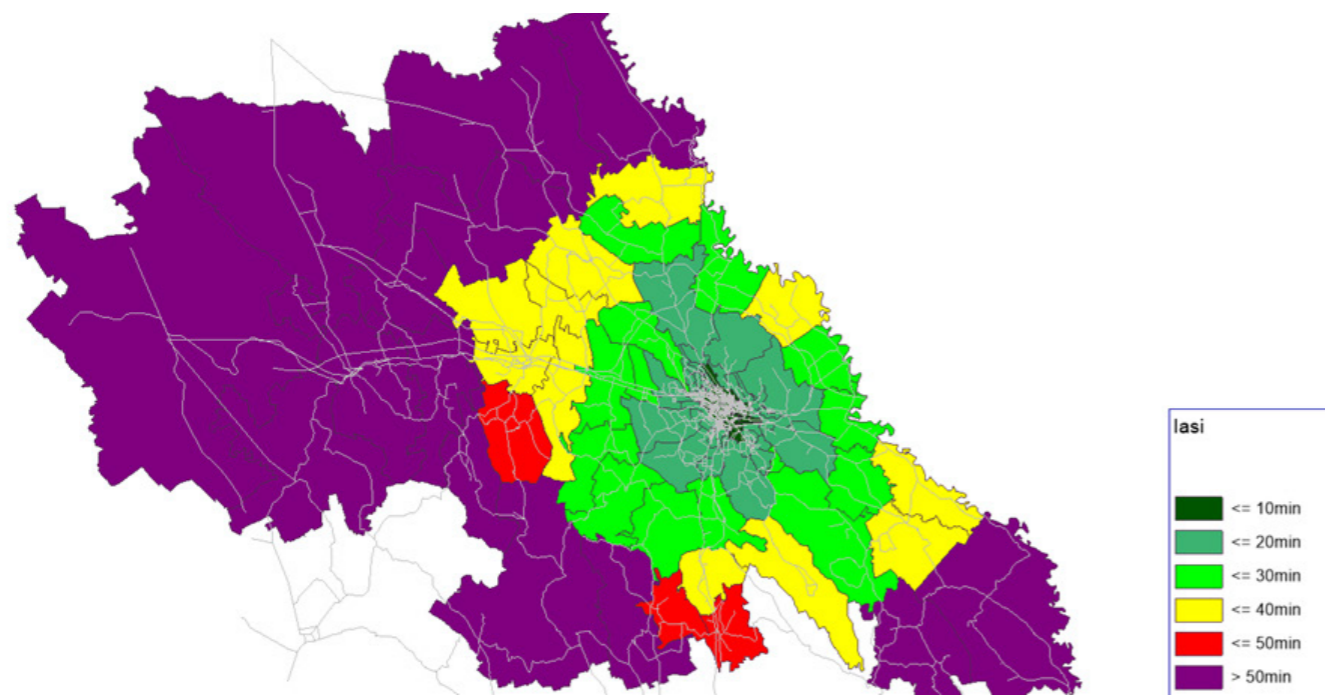 Iasi
<= 10min
<= 20min
<= 30min
<= 40min
<= 50min
> 50min